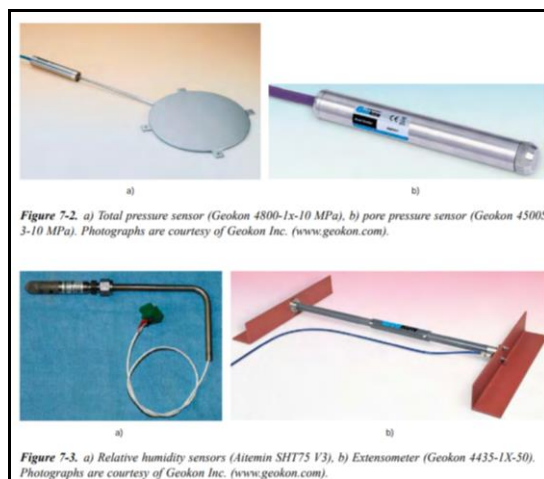 a)
b)
Figure 7-2. a) Total pressure sensor (Geokon 4800-1x-10 MPa), b) pore pressure sensor (Geokon 4500S
3-10 MPa). Photographs are courtesy of Geokon Inc. (www.geokon.com).
a)
b)
Figure 7-3. a) Relative humidity sensors (Aitemin SHT75 V3), b) Extensometer (Geokon 4435-1X-50).
Photographs are courtesy of Geokon Inc. (www.geokon.com).